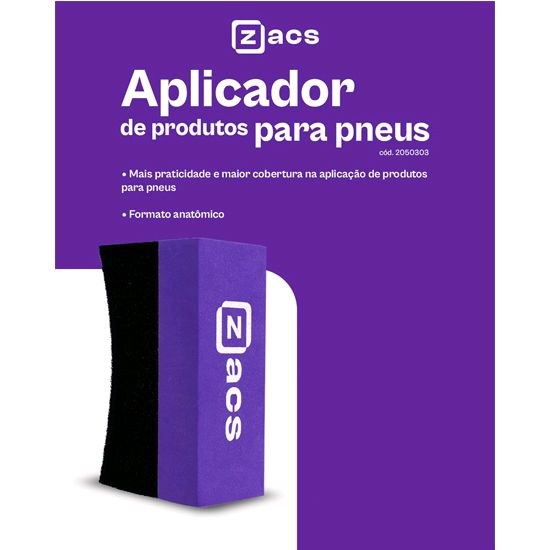 zacs
Aplicador
de produtos para pneus
cód. 2050303
• Mais praticidade e maior cobertura na aplicação de produtos
para pneus
• Formato anatômico
zacs